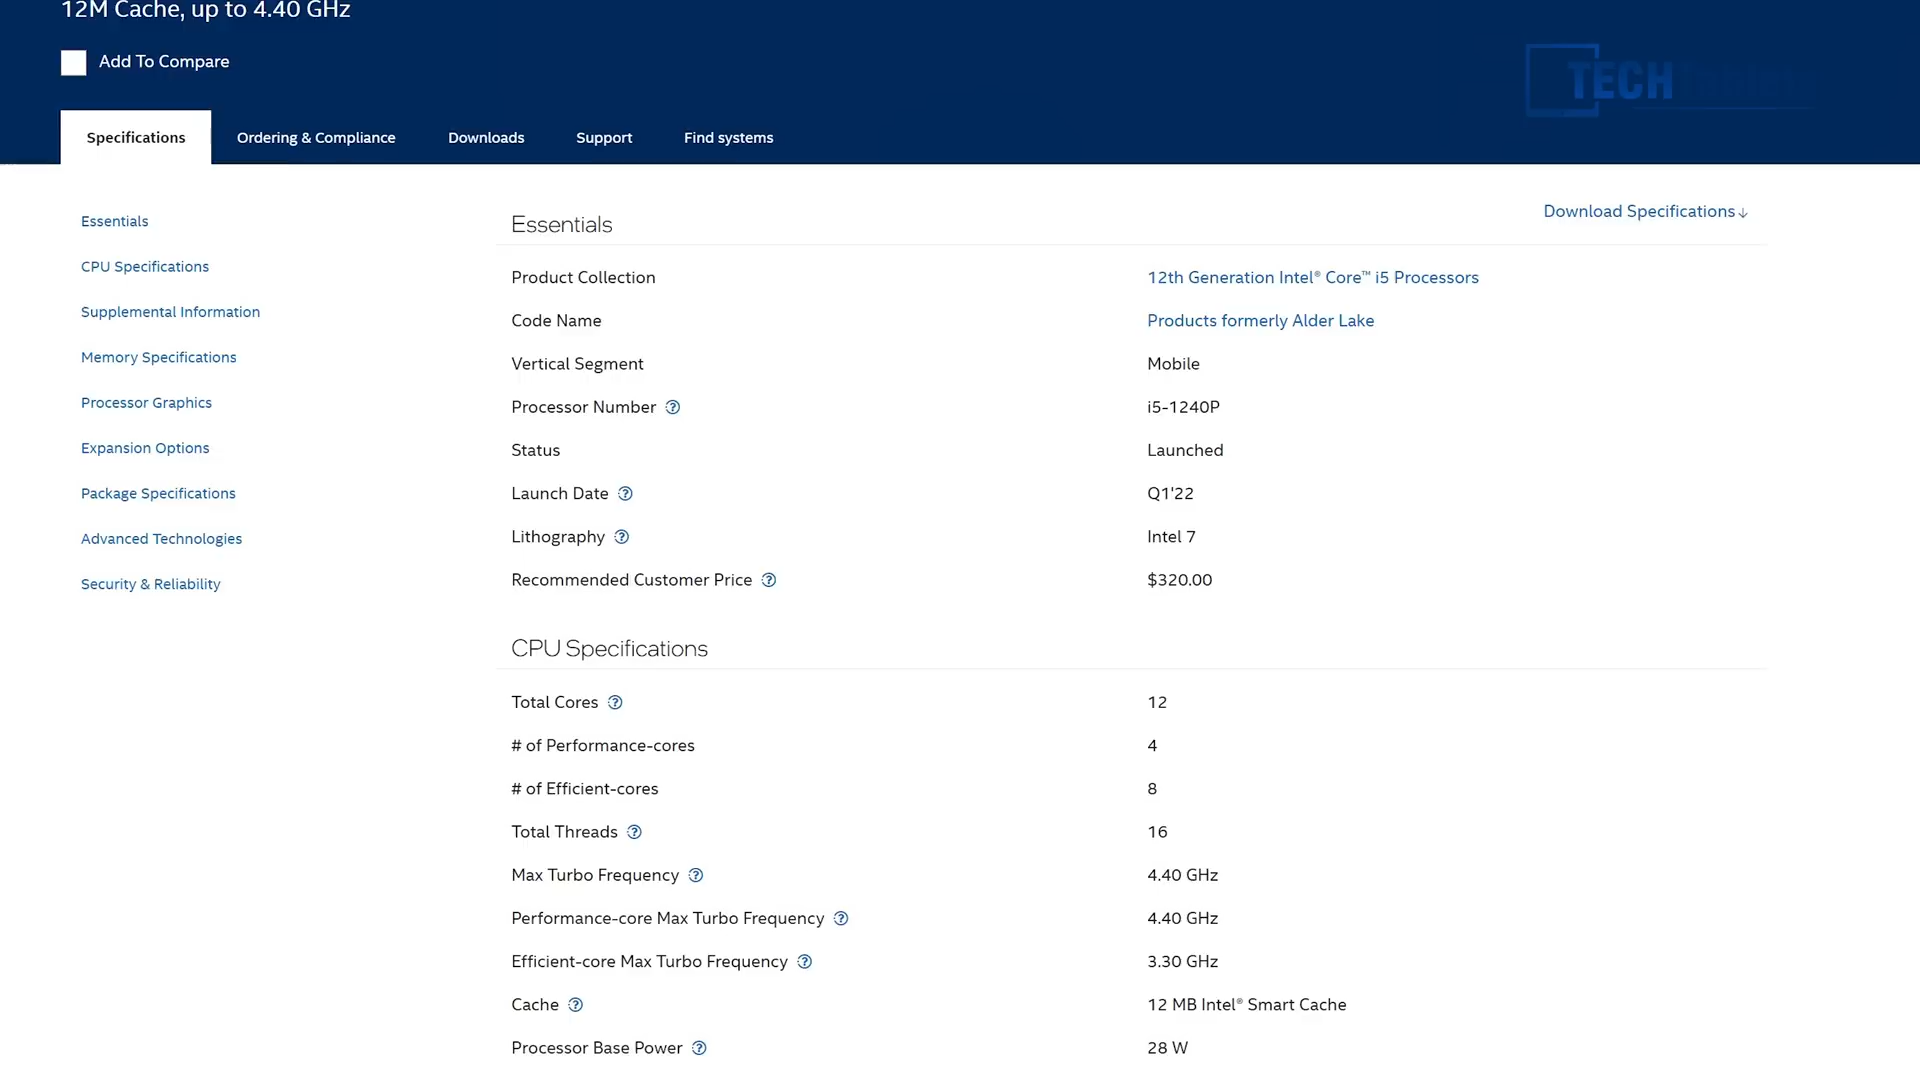 12M Cache, up to 4.40 GHz
Add To Compare
TECH Tablets
Specifications
Ordering & Compliance
Downloads
Support
Find systems
Download Specifications↓
Essentials
CPU Specifications
Supplemental Information
Memory Specifications
Processor Graphics
Expansion Options
Package Specifications
Advanced Technologies
Security & Reliability
Essentials
Product Collection 12th Generation Intel® Core™ i5 Processors
Code Name Products formerly Alder Lake
Vertical Segment Mobile
Processor Number ? i5-1240P
Status Launched
Launch Date ? Q1'22
Lithography ? Intel 7
Recommended Customer Price ? $320.00
CPU Specifications
Total Cores ? 12
# of Performance-cores 4
# of Efficient-cores 8
Total Threads ? 16
Max Turbo Frequency ? 4.40 GHz
Performance-core Max Turbo Frequency ? 4.40 GHz
Efficient-core Max Turbo Frequency ? 3.30 GHz
Cache ? 12 MB Intel® Smart Cache
Processor Base Power ? 28 W